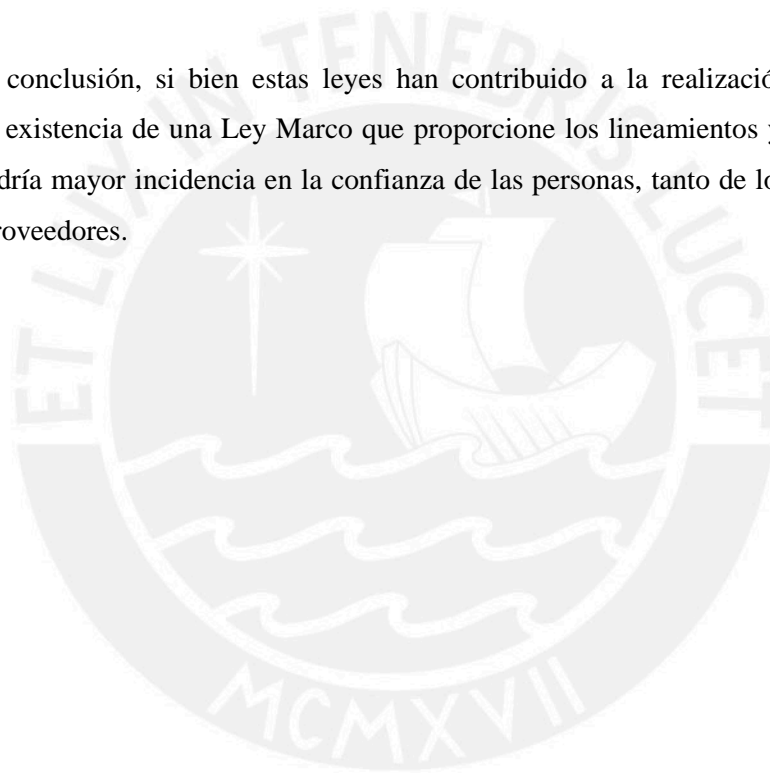 conclusión, si bien estas leyes han contribuido a la realizació
existencia de una Ley Marco que proporcione los lineamientos y
dría mayor incidencia en la confianza de las personas, tanto de lo
roveedores.
ET LUX IN TENEBRIS LUCET
MCMXVII